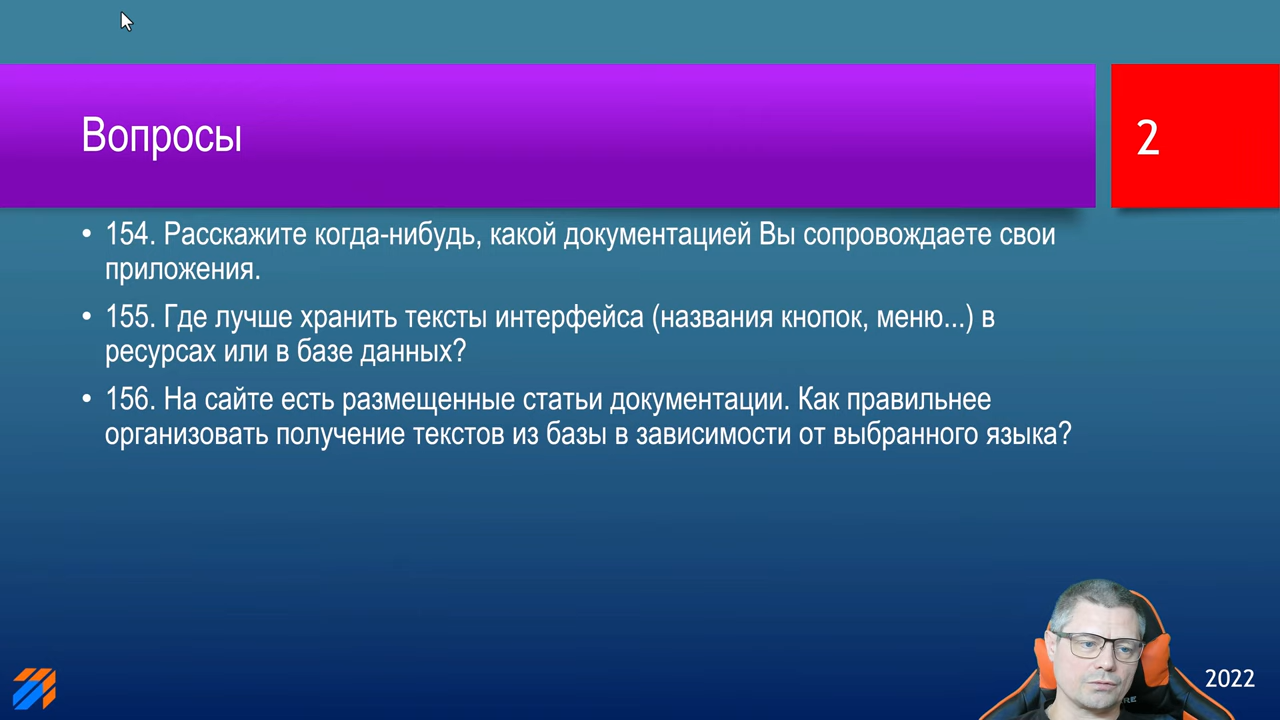 Вопросы
2
• 154. Расскажите когда-нибудь, какой документацией Вы сопровождаете свои
приложения.
• 155. Где лучше хранить тексты интерфейса (названия кнопок, меню...) в
ресурсах или в базе данных?
• 156. На сайте есть размещенные статьи документации. Как правильнее
организовать получение текстов из базы в зависимости от выбранного языка?
2022